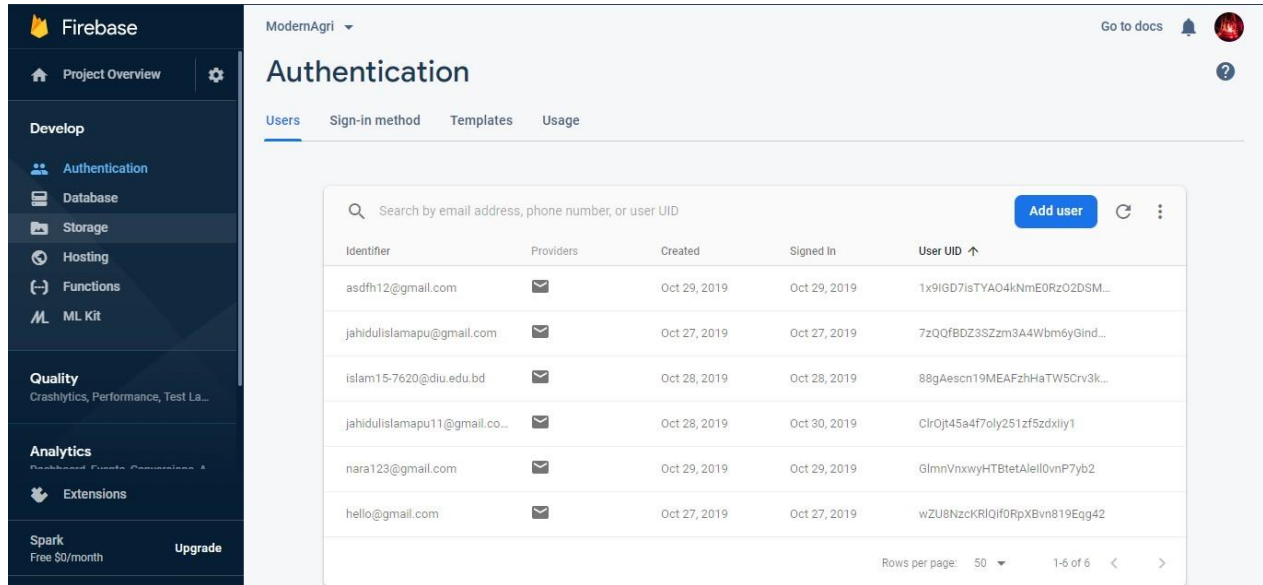 Firebase
Project Overview
Develop
Authentication
Database
Storage
Hosting
Functions
ML Kit
Quality
Crashlytics, Performance, Test La...
Analytics
Extensions
Spark
Free $0/month
Upgrade
ModernAgri
Go to docs
Authentication
Users Sign-in method Templates Usage
Search by email address, phone number, or user UID
Add user
Identifier Providers Created Signed In User UID
asdfh12@gmail.com Oct 29, 2019 Oct 29, 2019 1x9IGD7isTYAO4kNmE0RzO2DSM...
jahidulislamapu@gmail.com Oct 27, 2019 Oct 27, 2019 7zQQfBDZ3SZzm3A4Wbm6yGind...
islam15-7620@diu.edu.bd Oct 28, 2019 Oct 28, 2019 88gAescn19MEAFzhHaTW5Crv3k...
jahidulislamapu11@gmail.co... Oct 28, 2019 Oct 30, 2019 ClrOjt45a4f7oly251zf5zdxIiy1
nara123@gmail.com Oct 29, 2019 Oct 29, 2019 GlmnVnxwyHTBtetAleIl0vnP7yb2
hello@gmail.com Oct 27, 2019 Oct 27, 2019 wZU8NzcKRlQif0RpXBvn819Eqg42
Rows per page: 50 1-6 of 6